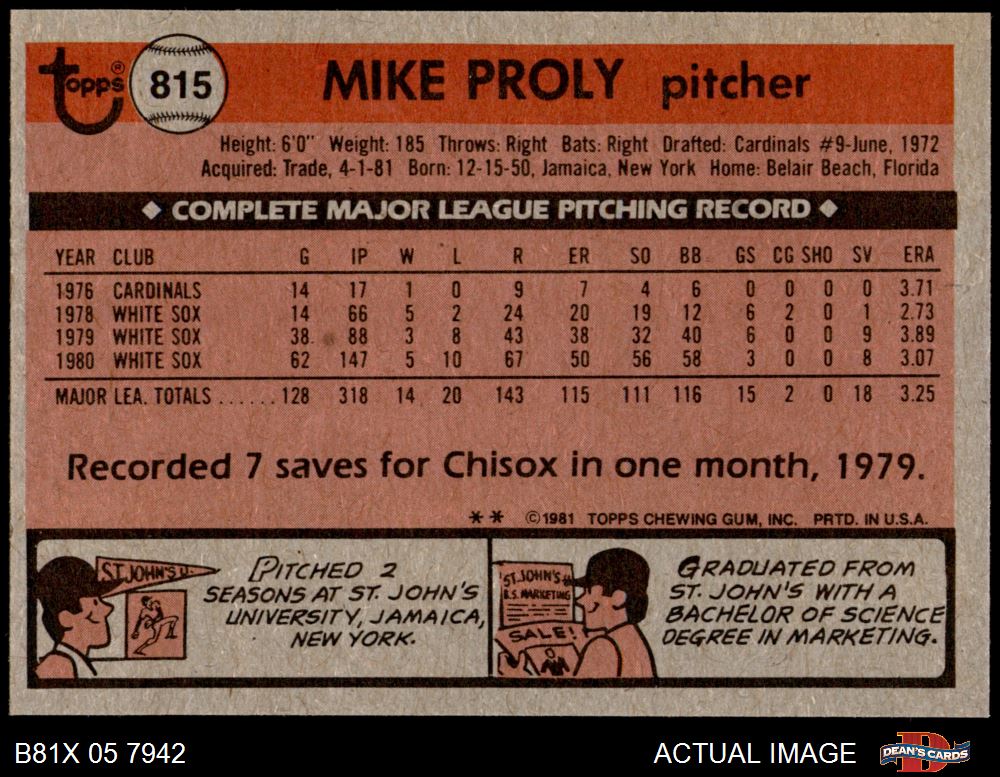 topps® 815 MIKE PROLY pitcher
Height: 6'0" Weight: 185 Throws: Right Bats: Right Drafted: Cardinals #9-June, 1972
Acquired: Trade, 4-1-81 Born: 12-15-50, Jamaica, New York Home: Belair Beach, Florida
◆ COMPLETE MAJOR LEAGUE PITCHING RECORD ◆
YEAR CLUB G IP W L R ER SO BB GS CG SHO SV ERA
1976 CARDINALS 14 17 1 0 9 7 4 6 0 0 0 0 3.71
1978 WHITE SOX 14 66 5 2 24 20 19 12 6 2 0 1 2.73
1979 WHITE SOX 38 88 3 8 43 38 32 40 6 0 0 9 3.89
1980 WHITE SOX 62 147 5 10 67 50 56 58 3 0 0 8 3.07
MAJOR LEA. TOTALS ...... 128 318 14 20 143 115 111 116 15 2 0 18 3.25
Recorded 7 saves for Chisox in one month, 1979.
** ©1981 TOPPS CHEWING GUM, INC. PRTD. IN U.S.A.
ST. JOHN'S U.
PITCHED 2
SEASONS AT ST. JOHN'S
UNIVERSITY, JAMAICA,
NEW YORK.
ST. JOHN'S U.
B.S. MARKETING
SALE!
GRADUATED FROM
ST. JOHN'S WITH A
BACHELOR OF SCIENCE
DEGREE IN MARKETING.
B81X 05 7942 ACTUAL IMAGE DEAN'S CARDS